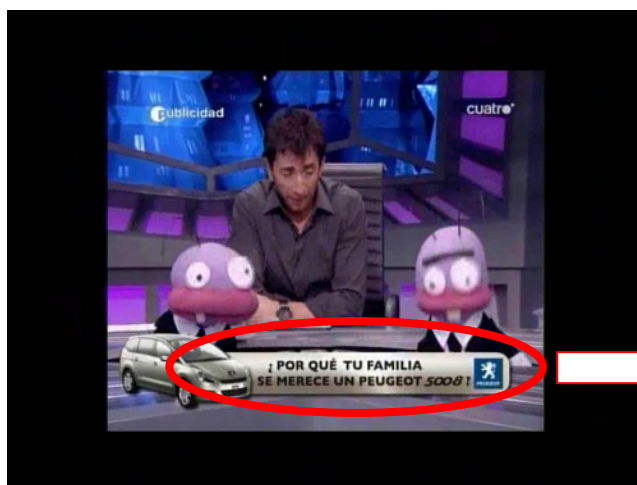 publicidad
cuatro
¿ POR QUÉ TU FAMILIA
SE MERECE UN PEUGEOT 5008 ?
PEUGEOT